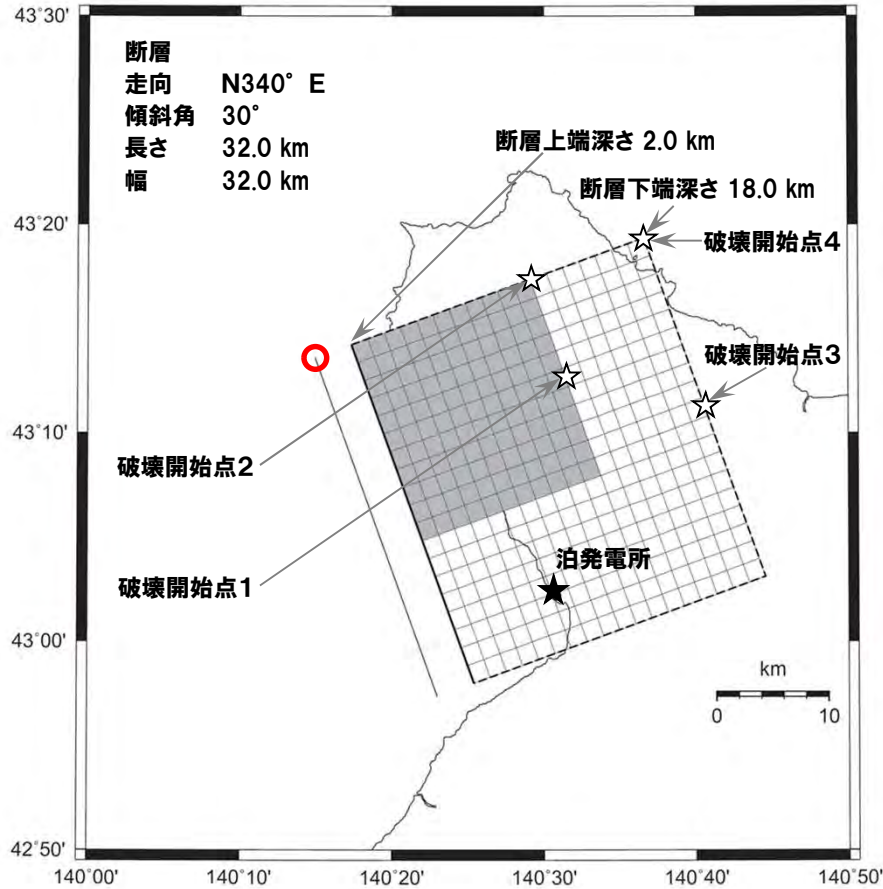 43°30'
断層
走向 N340° E
傾斜角 30°
長さ 32.0 km
幅 32.0 km
断層上端深さ 2.0 km
断層下端深さ 18.0 km
43°20'
破壊開始点4
破壊開始点3
43°10'
破壊開始点2
泊発電所
破壊開始点1
43°00'
km
0 10
42°50'
140°00' 140°10' 140°20' 140°30' 140°40' 140°50'